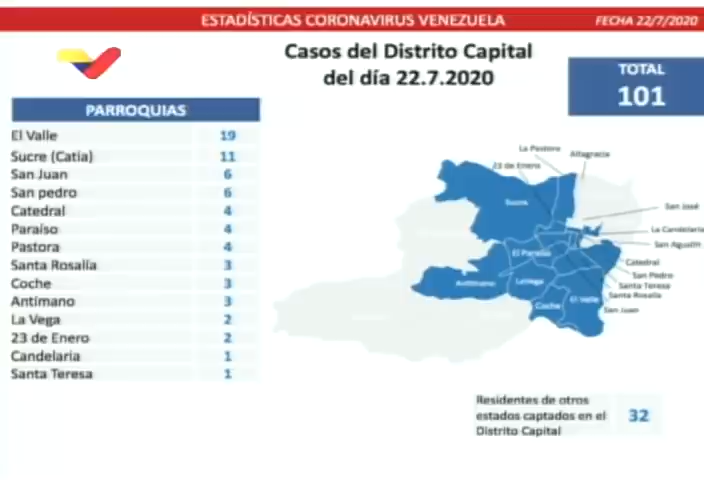 ESTADÍSTICAS CORONAVIRUS VENEZUELA
FECHA 22/7/2020
Casos del Distrito Capital
del día 22.7.2020
TOTAL
101
PARROQUIAS
El Valle 19
Sucre (Catia) 11
San Juan 6
San pedro 6
Catedral 4
Paraíso 4
Pastora 4
Santa Rosalía 3
Coche 3
Antímano 3
La Vega 2
23 de Enero 2
Candelaria 1
Santa Teresa 1
La Pastora
Altagracia
23 de Enero
Sucre
San José
La Candelaria
San Agustín
El Paraíso
Catedral
San Pedro
Antímano
LaVega
Santa Teresa
Santa Rosalía
El Valle
Coche
San Juan
Residentes de otros
estados captados en el
Distrito Capital
32